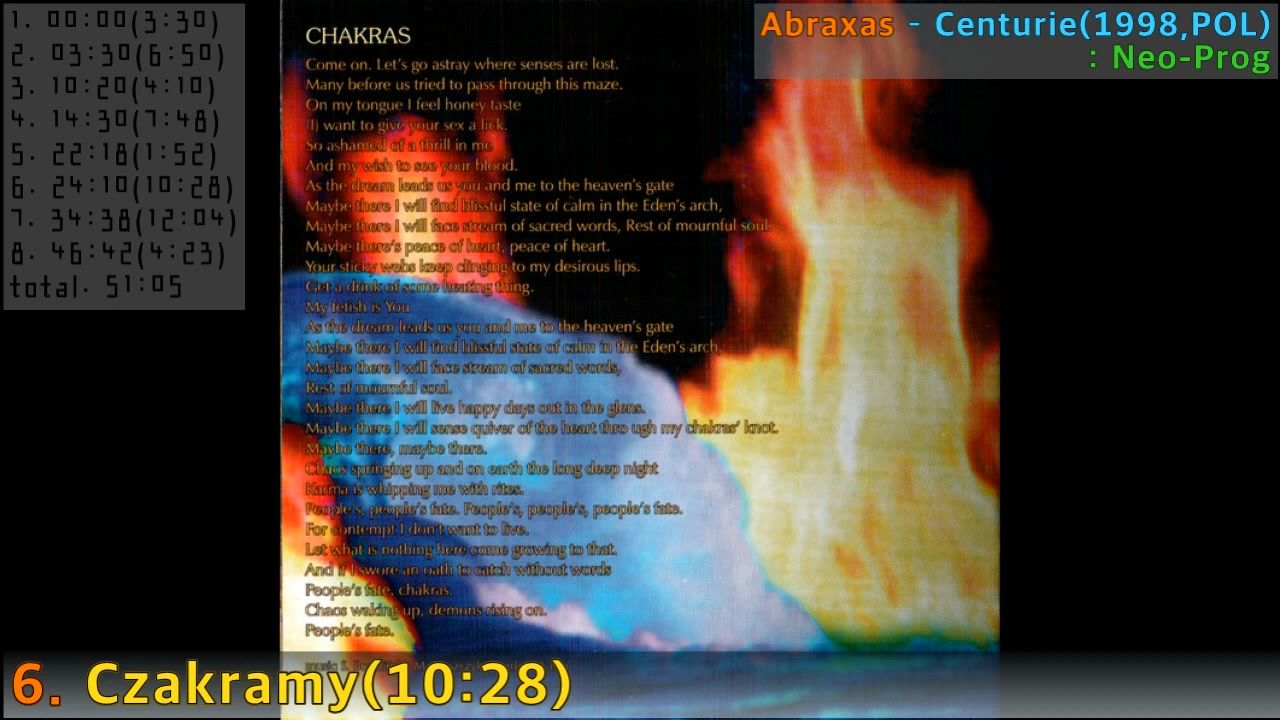 1. 00:00(3:30)
2. 03:30(6:50)
3. 10:20(4:10)
4. 14:30(7:48)
5. 22:18(1:52)
6. 24:10(10:28)
7. 34:38(12:04)
8. 46:42(4:23)
total. 51:05
Abraxas - Centurie(1998,POL)
: Neo-Prog
CHAKRAS
Come on. Let's go astray where senses are lost.
Many before us tried to pass through this maze.
On my tongue I feel honey taste
(I) want to give your sex a lick.
So ashamed of a thrill in me
And my wish to see your blood.
As the dream leads us you and me to the heaven's gate
Maybe there I will find blissful state of calm in the Eden's arch,
Maybe there I will face stream of sacred words, Rest of mournful soul.
Maybe there's peace of heart, peace of heart.
Your sticky webs keep clinging to my desirous lips.
Get a drink of some heating thing.
My fetish is You
As the dream leads us you and me to the heaven's gate
Maybe there I will find blissful state of calm in the Eden's arch,
Maybe there I will face stream of sacred words,
Rest of mournful soul.
Maybe there I will live happy days out in the glens.
Maybe there I will sense quiver of the heart thro ugh my chakras' knot.
Maybe there, maybe there.
Chaos springing up and on earth the long deep night
Karma is whipping me with rites.
People's, people's fate. People's, people's, people's fate.
For contempt I don't want to live.
Let what is nothing here come growing to that.
And if I swore an oath to catch without words
People's fate, chakras.
Chaos waking up, demons rising on.
People's fate.
music S.
6. Czakramy(10:28)